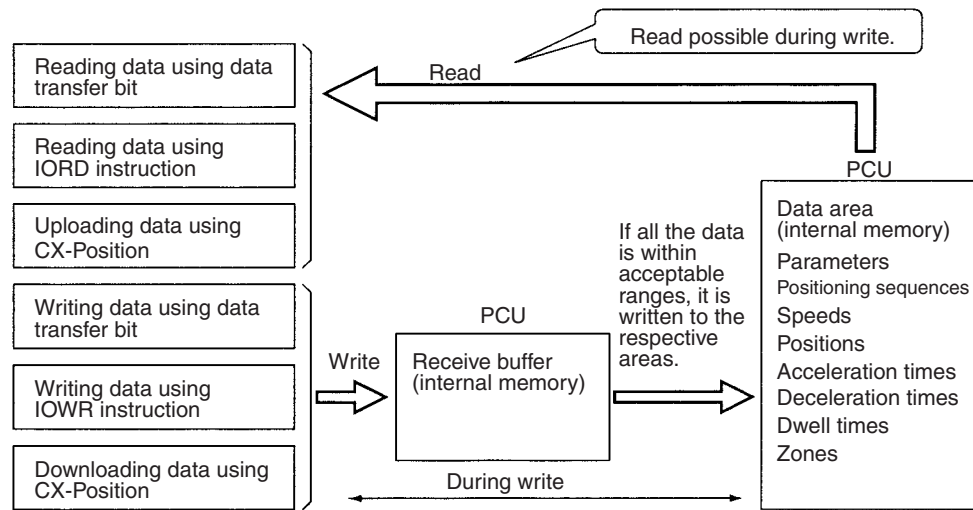 Read possible during write.
Read
Reading data using data
transfer bit
Reading data using
IORD instruction
Uploading data using
CX-Position
Writing data using data
transfer bit
Writing data using
IOWR instruction
Downloading data using
CX-Position
Write
PCU
Receive buffer
(internal memory)
If all the data
is within
acceptable
ranges, it is
written to the
respective
areas.
During write
PCU
Data area
(internal memory)
Parameters
Positioning sequences
Speeds
Positions
Acceleration times
Deceleration times
Dwell times
Zones